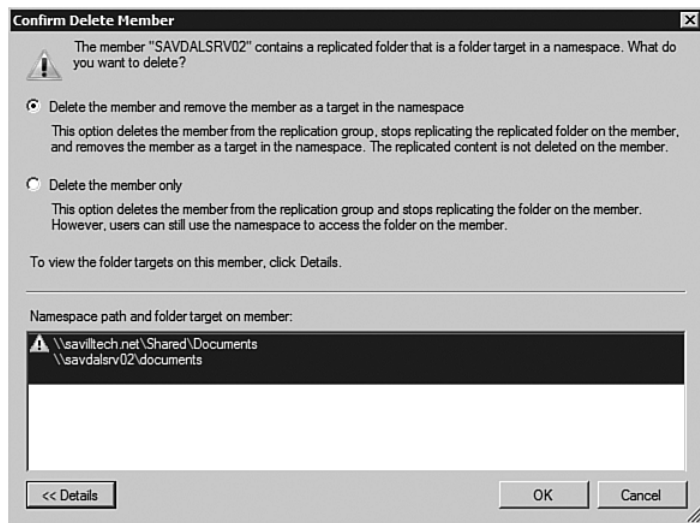 Confirm Delete Member
The member "SAVDALSRV02" contains a replicated folder that is a folder target in a namespace. What do
you want to delete?
Delete the member and remove the member as a target in the namespace
This option deletes the member from the replication group, stops replicating the replicated folder on the member,
and removes the member as a target in the namespace. The replicated content is not deleted on the member.
Delete the member only
This option deletes the member from the replication group and stops replicating the folder on the member.
However, users can still use the namespace to access the folder on the member.
To view the folder targets on this member, click Details.
Namespace path and folder target on member:
\\savilltech.net\Shared\Documents
\\savdalsrv02\documents
<< Details
OK
Cancel